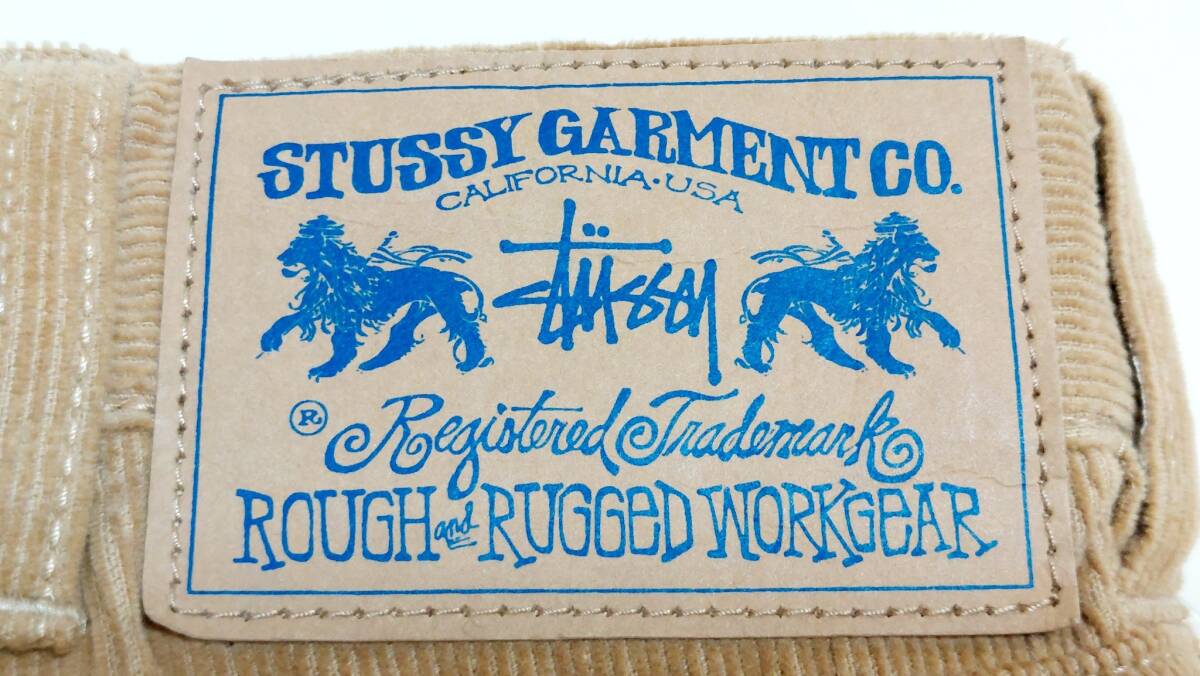 STUSSY GARMENT CO.
CALIFORNIA · USA
Stüssy
® Registered Trademark
ROUGH and RUGGED WORKGEAR